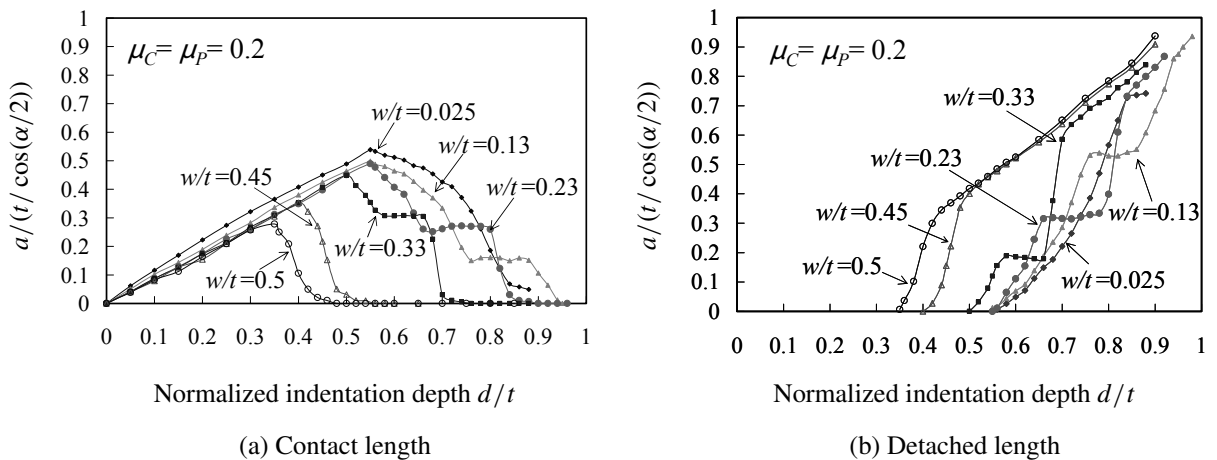 μC= μP= 0.2
a/(t/cos(α/2))
1
0.9
0.8
0.7
0.6
0.5
0.4
0.3
0.2
0.1
0
w/t=0.025
w/t=0.13
w/t=0.45
w/t=0.23
w/t=0.33
w/t=0.5
0 0.1 0.2 0.3 0.4 0.5 0.6 0.7 0.8 0.9 1
Normalized indentation depth d/t
(a) Contact length
μC= μP= 0.2
a/(t/cos(α/2))
1
0.9
0.8
0.7
0.6
0.5
0.4
0.3
0.2
0.1
0
w/t=0.33
w/t=0.23
w/t=0.45
w/t=0.13
w/t=0.5
w/t=0.025
0 0.1 0.2 0.3 0.4 0.5 0.6 0.7 0.8 0.9 1
Normalized indentation depth d/t
(b) Detached length